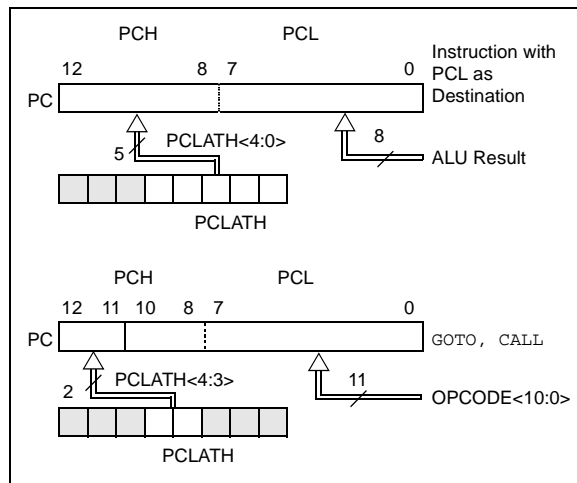 PCH PCL
12 8 7 0
Instruction with
PCL as
Destination
PC
5
PCLATH<4:0>
8
ALU Result
PCLATH
PCH PCL
12 11 10 8 7 0
PC
GOTO, CALL
2
PCLATH<4:3>
11
OPCODE<10:0>
PCLATH